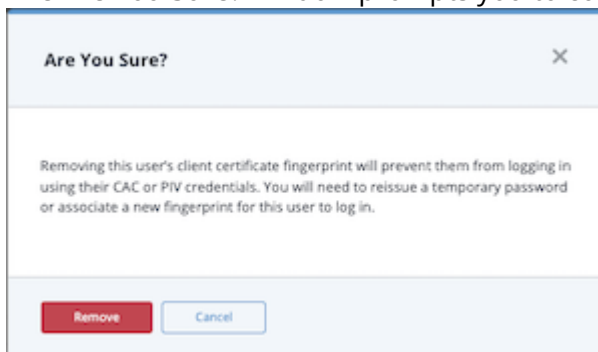 Are You Sure?
Removing this user's client certificate fingerprint will prevent them from logging in
using their CAC or PIV credentials. You will need to reissue a temporary password
or associate a new fingerprint for this user to log in.
Remove Cancel